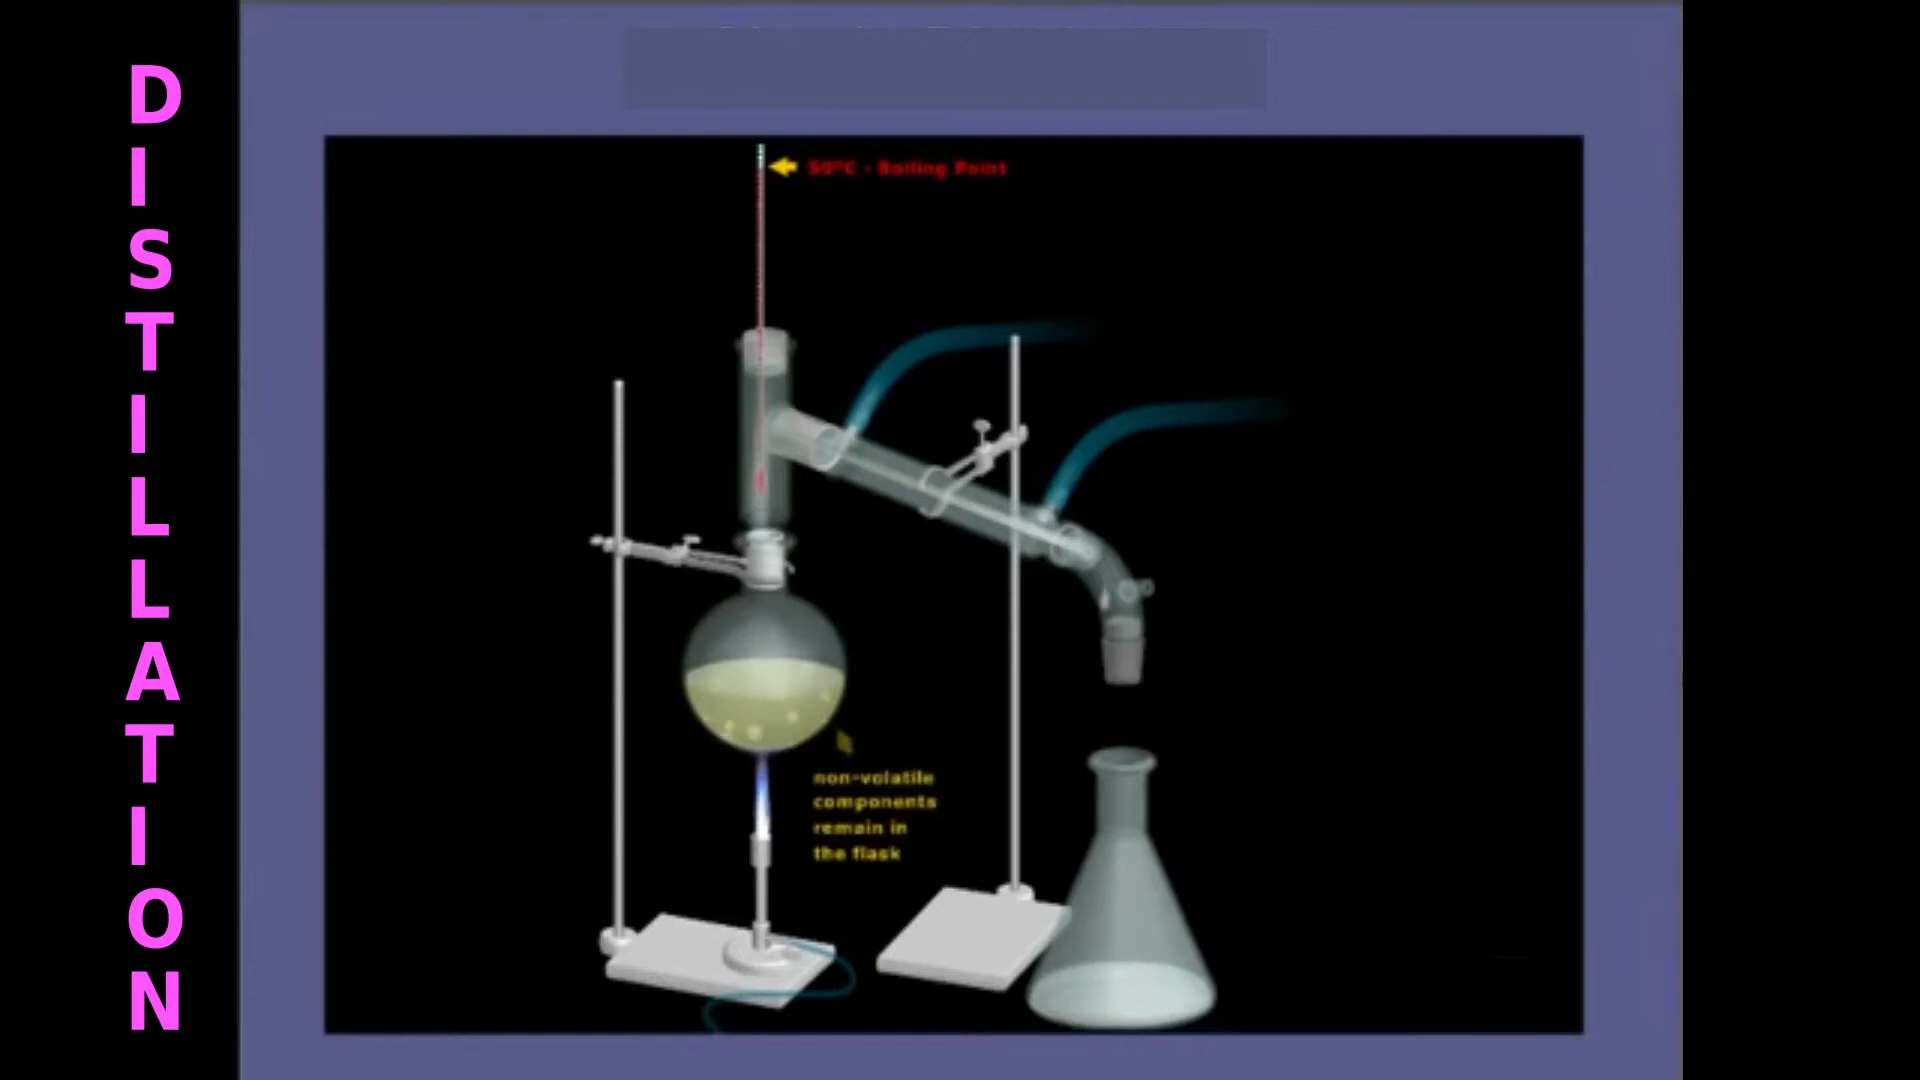 DISTILLATION
50°C - Boiling Point
non-volatile
components
remain in
the flask